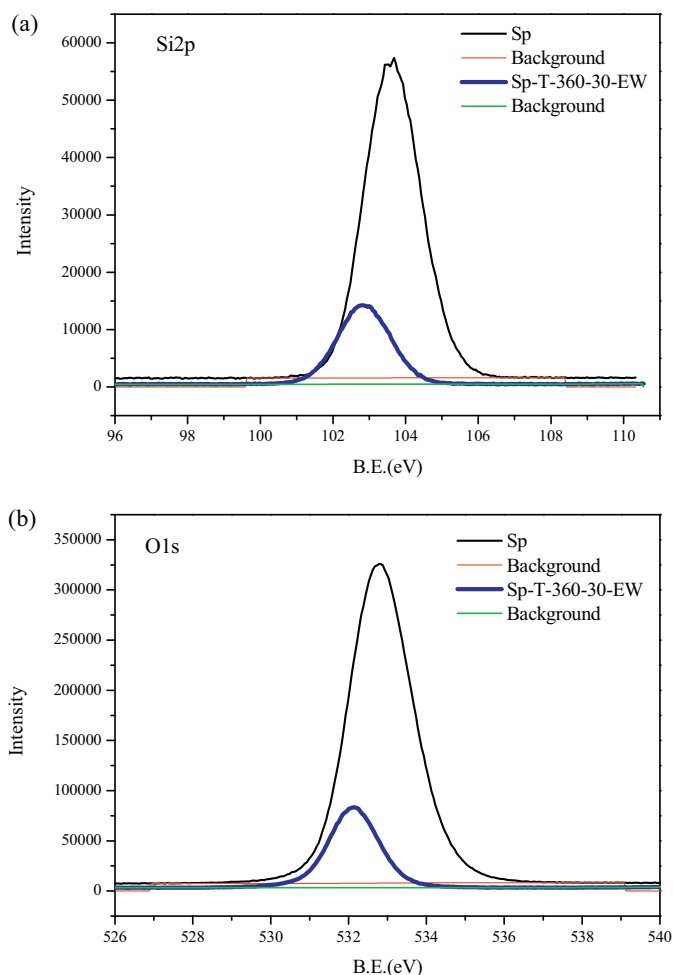 (a)
Si2p
Sp
Background
Sp-T-360-30-EW
Background
60000
50000
40000
30000
20000
10000
0
Intensity
96 98 100 102 104 106 108 110
B.E.(eV)
(b)
O1s
Sp
Background
Sp-T-360-30-EW
Background
350000
300000
250000
200000
150000
100000
50000
0
Intensity
526 528 530 532 534 536 538 540
B.E.(eV)